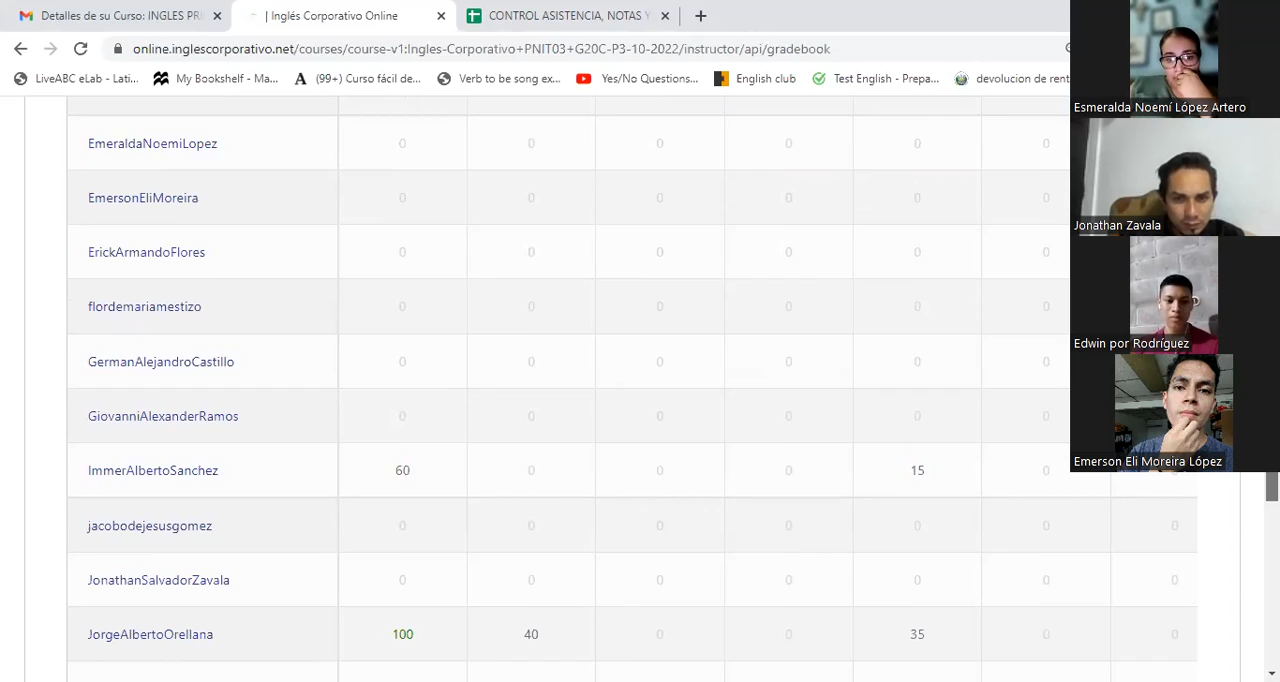 Detalles de su Curso: INGLES PRI
| Inglés Corporativo Online
CONTROL ASISTENCIA, NOTAS Y
online.inglescorporativo.net/courses/course-v1:Ingles-Corporativo+PNIT03+G20C-P3-10-2022/instructor/api/gradebook
LiveABC eLab - Lati...
My Bookshelf - Ma...
(99+) Curso fácil de...
Verb to be song ex...
Yes/No Questions...
English club
Test English - Prepa...
devolucion de rent
Esmeralda Noemí López Artero
Jonathan Zavala
Edwin por Rodríguez
Emerson Eli Moreira López
EmeraldaNoemiLopez 0 0 0 0 0 0
EmersonEliMoreira 0 0 0 0 0 0
ErickArmandoFlores 0 0 0 0 0 0
flordemariamestizo 0 0 0 0 0 0
GermanAlejandroCastillo 0 0 0 0 0 0
GiovanniAlexanderRamos 0 0 0 0 0 0
ImmerAlbertoSanchez 60 0 0 0 15 0
jacobodejesusgomez 0 0 0 0 0 0 0
JonathanSalvadorZavala 0 0 0 0 0 0 0
JorgeAlbertoOrellana 100 40 0 0 35 0 0